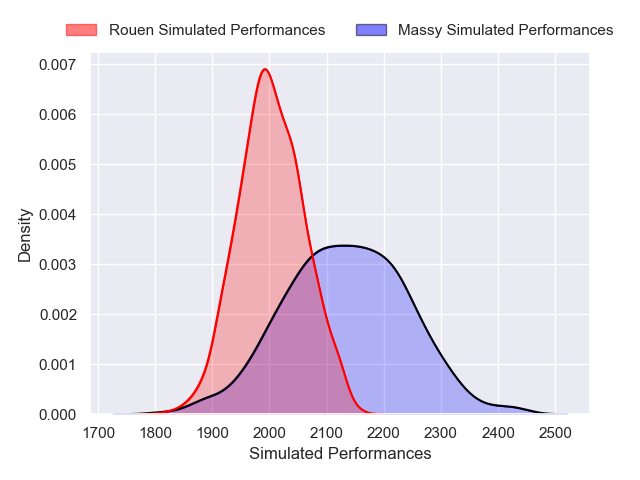 Rouen Simulated Performances Massy Simulated Performances
0.007
0.006
0.005
0.004
0.003
0.002
0.001
0.000
Density
1700 1800 1900 2000 2100 2200 2300 2400 2500
Simulated Performances